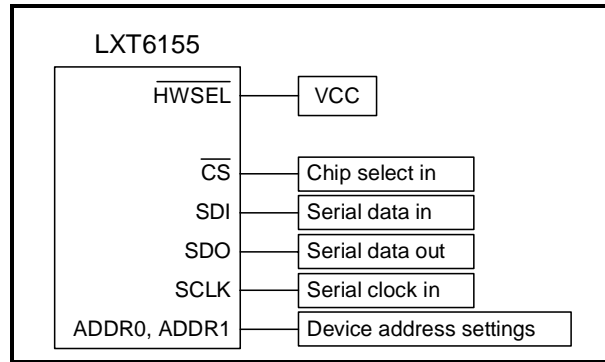 LXT6155
HWSEL VCC
CS Chip select in
SDI Serial data in
SDO Serial data out
SCLK Serial clock in
ADDR0, ADDR1 Device address settings